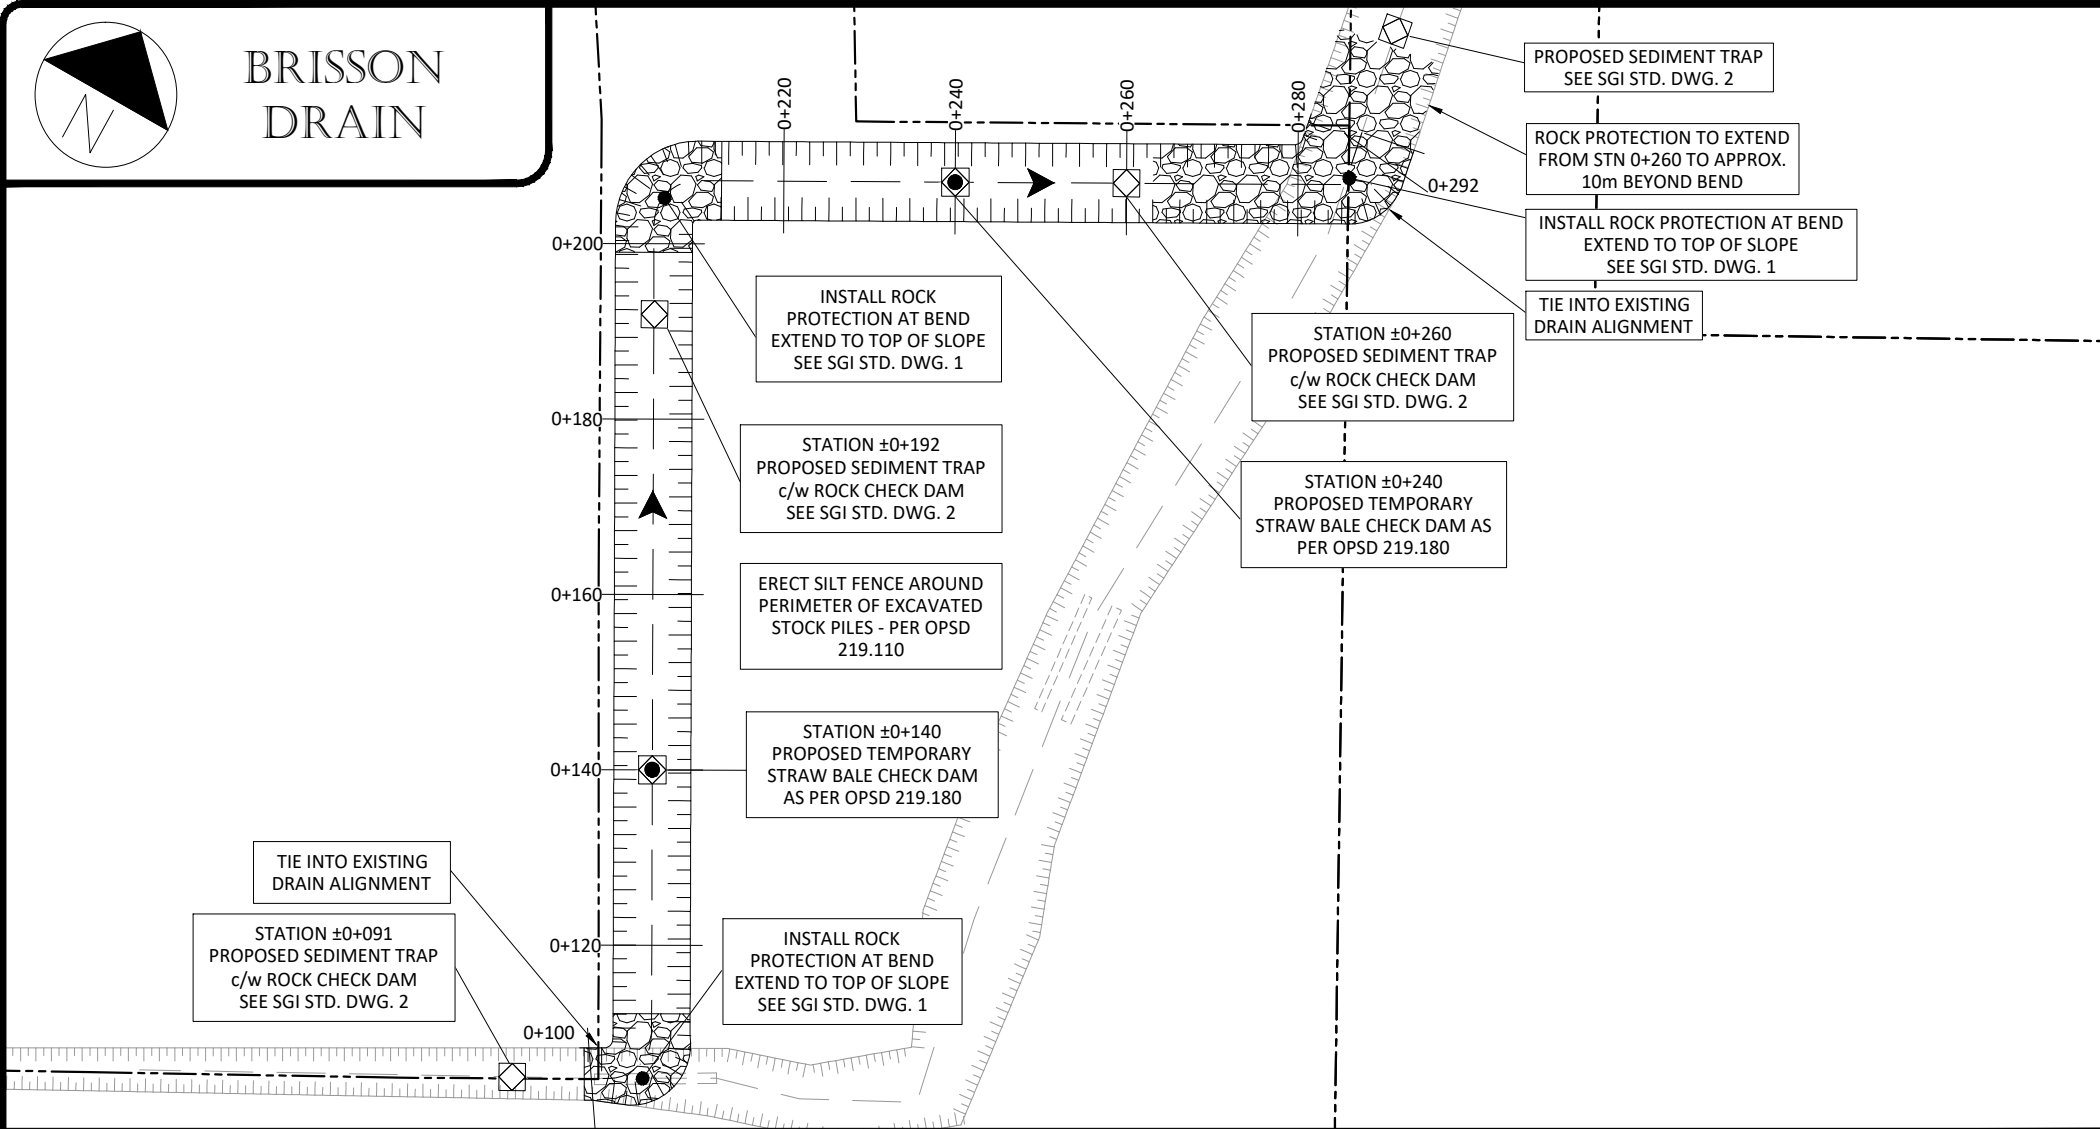 BRISSON
DRAIN
N
0+220
0+240
0+260
0+280
PROPOSED SEDIMENT TRAP
SEE SGI STD. DWG. 2
ROCK PROTECTION TO EXTEND
FROM STN 0+260 TO APPROX.
10m BEYOND BEND
0+292
INSTALL ROCK PROTECTION AT BEND
EXTEND TO TOP OF SLOPE
SEE SGI STD. DWG. 1
TIE INTO EXISTING
DRAIN ALIGNMENT
0+200
INSTALL ROCK
PROTECTION AT BEND
EXTEND TO TOP OF SLOPE
SEE SGI STD. DWG. 1
STATION ±0+260
PROPOSED SEDIMENT TRAP
c/w ROCK CHECK DAM
SEE SGI STD. DWG. 2
0+180
STATION ±0+192
PROPOSED SEDIMENT TRAP
c/w ROCK CHECK DAM
SEE SGI STD. DWG. 2
STATION ±0+240
PROPOSED TEMPORARY
STRAW BALE CHECK DAM AS
PER OPSD 219.180
0+160
ERECT SILT FENCE AROUND
PERIMETER OF EXCAVATED
STOCK PILES - PER OPSD
219.110
0+140
STATION ±0+140
PROPOSED TEMPORARY
STRAW BALE CHECK DAM
AS PER OPSD 219.180
TIE INTO EXISTING
DRAIN ALIGNMENT
0+120
STATION ±0+091
PROPOSED SEDIMENT TRAP
c/w ROCK CHECK DAM
SEE SGI STD. DWG. 2
INSTALL ROCK
PROTECTION AT BEND
EXTEND TO TOP OF SLOPE
SEE SGI STD. DWG. 1
0+100